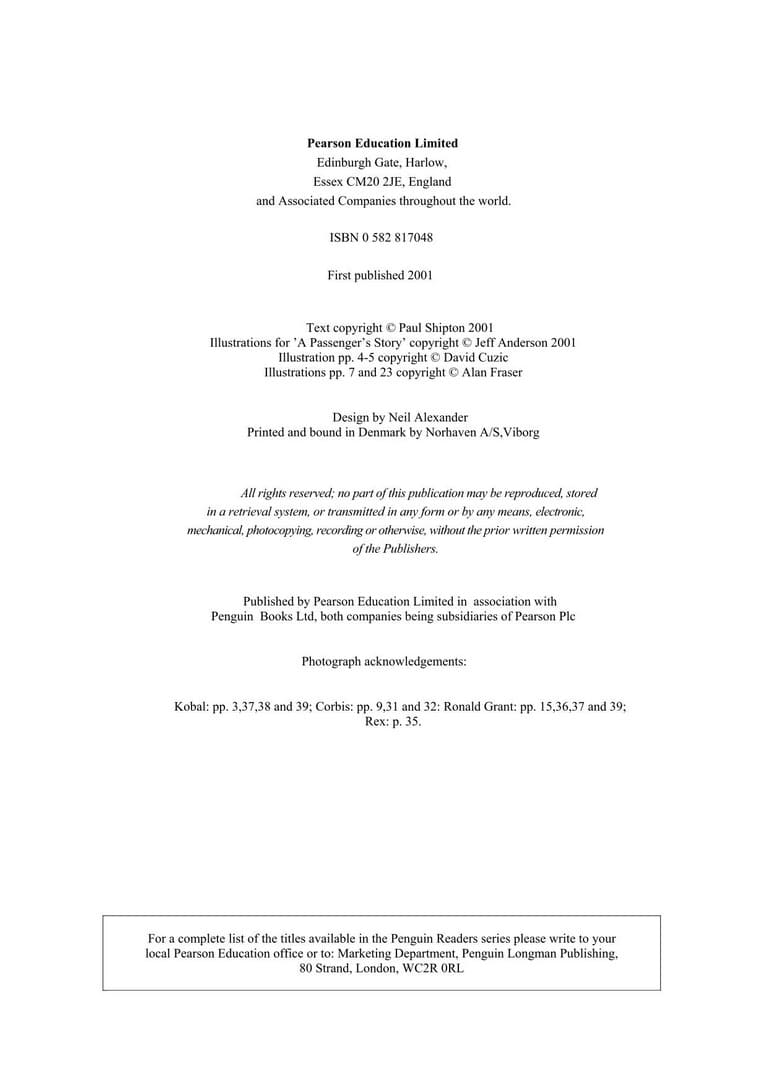 Pearson Education Limited
Edinburgh Gate, Harlow,
Essex CM20 2JE, England
and Associated Companies throughout the world.
ISBN 0 582 817048
First published 2001
Text copyright © Paul Shipton 2001
Illustrations for ’A Passenger’s Story’ copyright © Jeff Anderson 2001
Illustration pp. 4-5 copyright © David Cuzic
Illustrations pp. 7 and 23 copyright © Alan Fraser
Design by Neil Alexander
Printed and bound in Denmark by Norhaven A/S,Viborg
All rights reserved; no part of this publication may be reproduced, stored
in a retrieval system, or transmitted in any form or by any means, electronic,
mechanical, photocopying, recording or otherwise, without the prior written permission
of the Publishers.
Published by Pearson Education Limited in association with
Penguin Books Ltd, both companies being subsidiaries of Pearson Plc
Photograph acknowledgements:
Kobal: pp. 3,37,38 and 39; Corbis: pp. 9,31 and 32: Ronald Grant: pp. 15,36,37 and 39;
Rex: p. 35.
For a complete list of the titles available in the Penguin Readers series please write to your
local Pearson Education office or to: Marketing Department, Penguin Longman Publishing,
80 Strand, London, WC2R 0RL